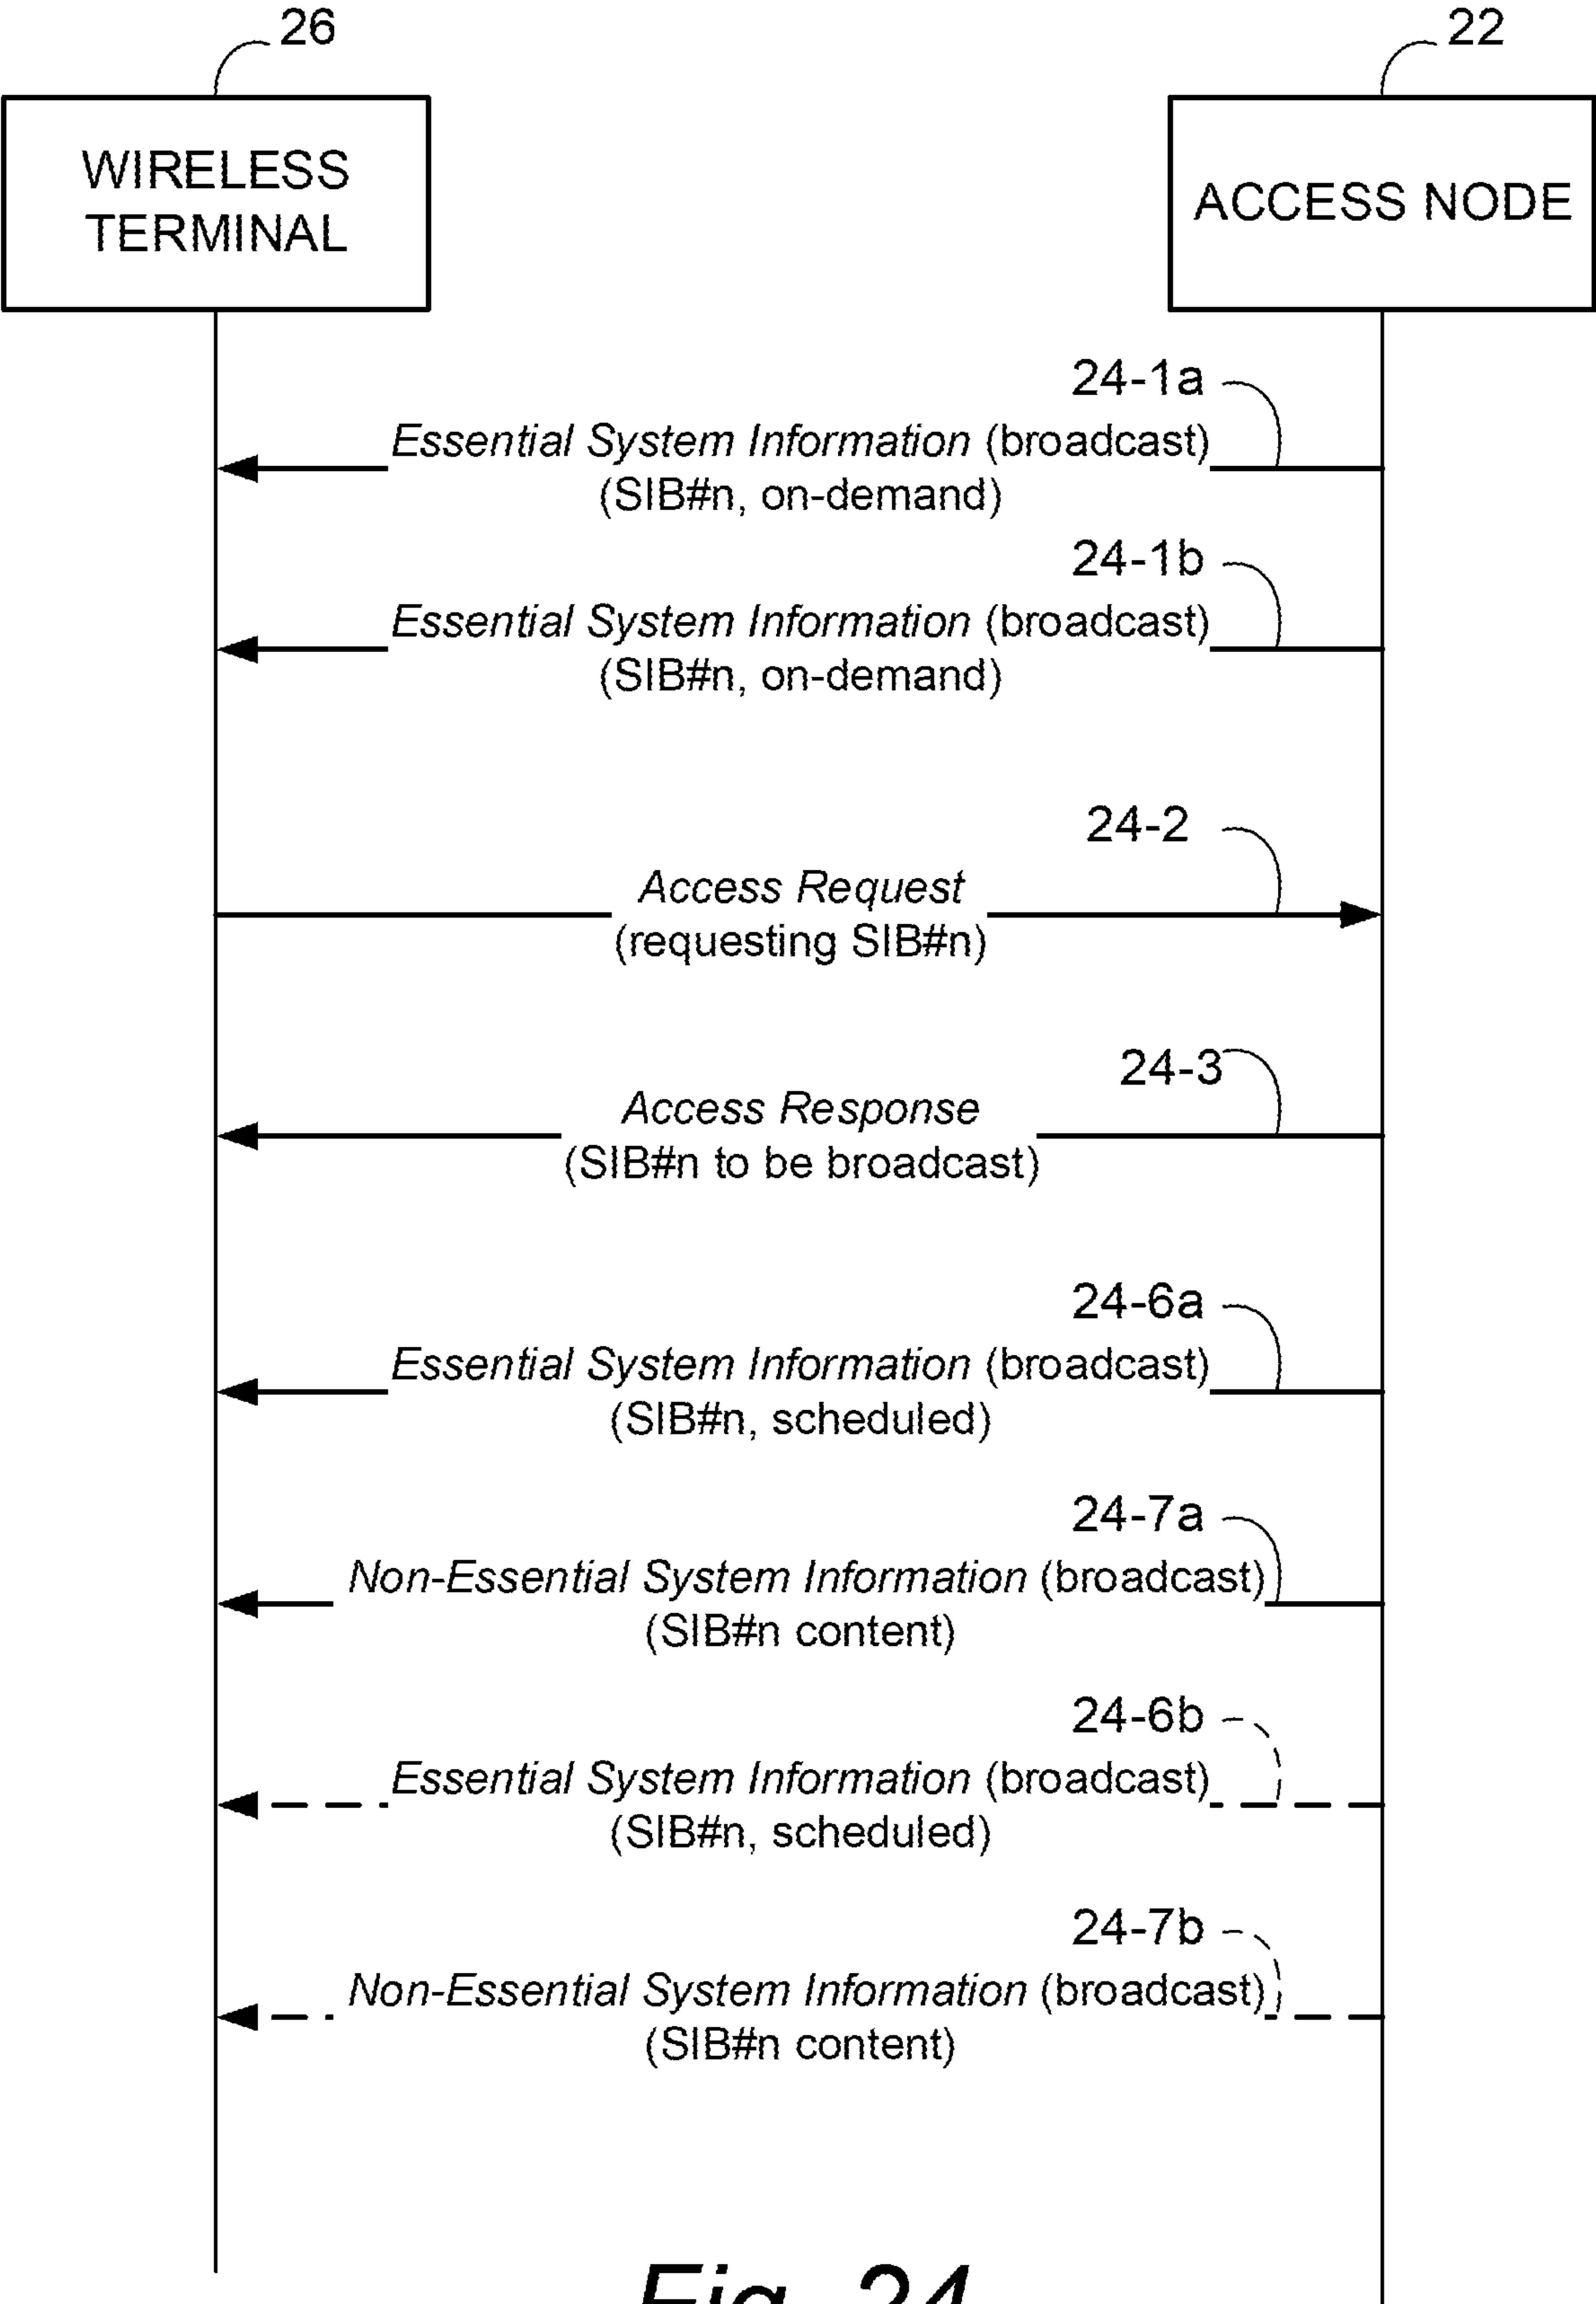 26
22
WIRELESS
TERMINAL
ACCESS NODE
24-1a
Essential System Information (broadcast)
(SIB#n, on-demand)
24-1b
Essential System Information (broadcast)
(SIB#n, on-demand)
24-2
Access Request
(requesting SIB#n)
24-3
Access Response
(SIB#n to be broadcast)
24-6a
Essential System Information (broadcast)
(SIB#n, scheduled)
24-7a
Non-Essential System Information (broadcast)
(SIB#n content)
24-6b
Essential System Information (broadcast)
(SIB#n, scheduled)
24-7b
Non-Essential System Information (broadcast)
(SIB#n content)
Fig. 24